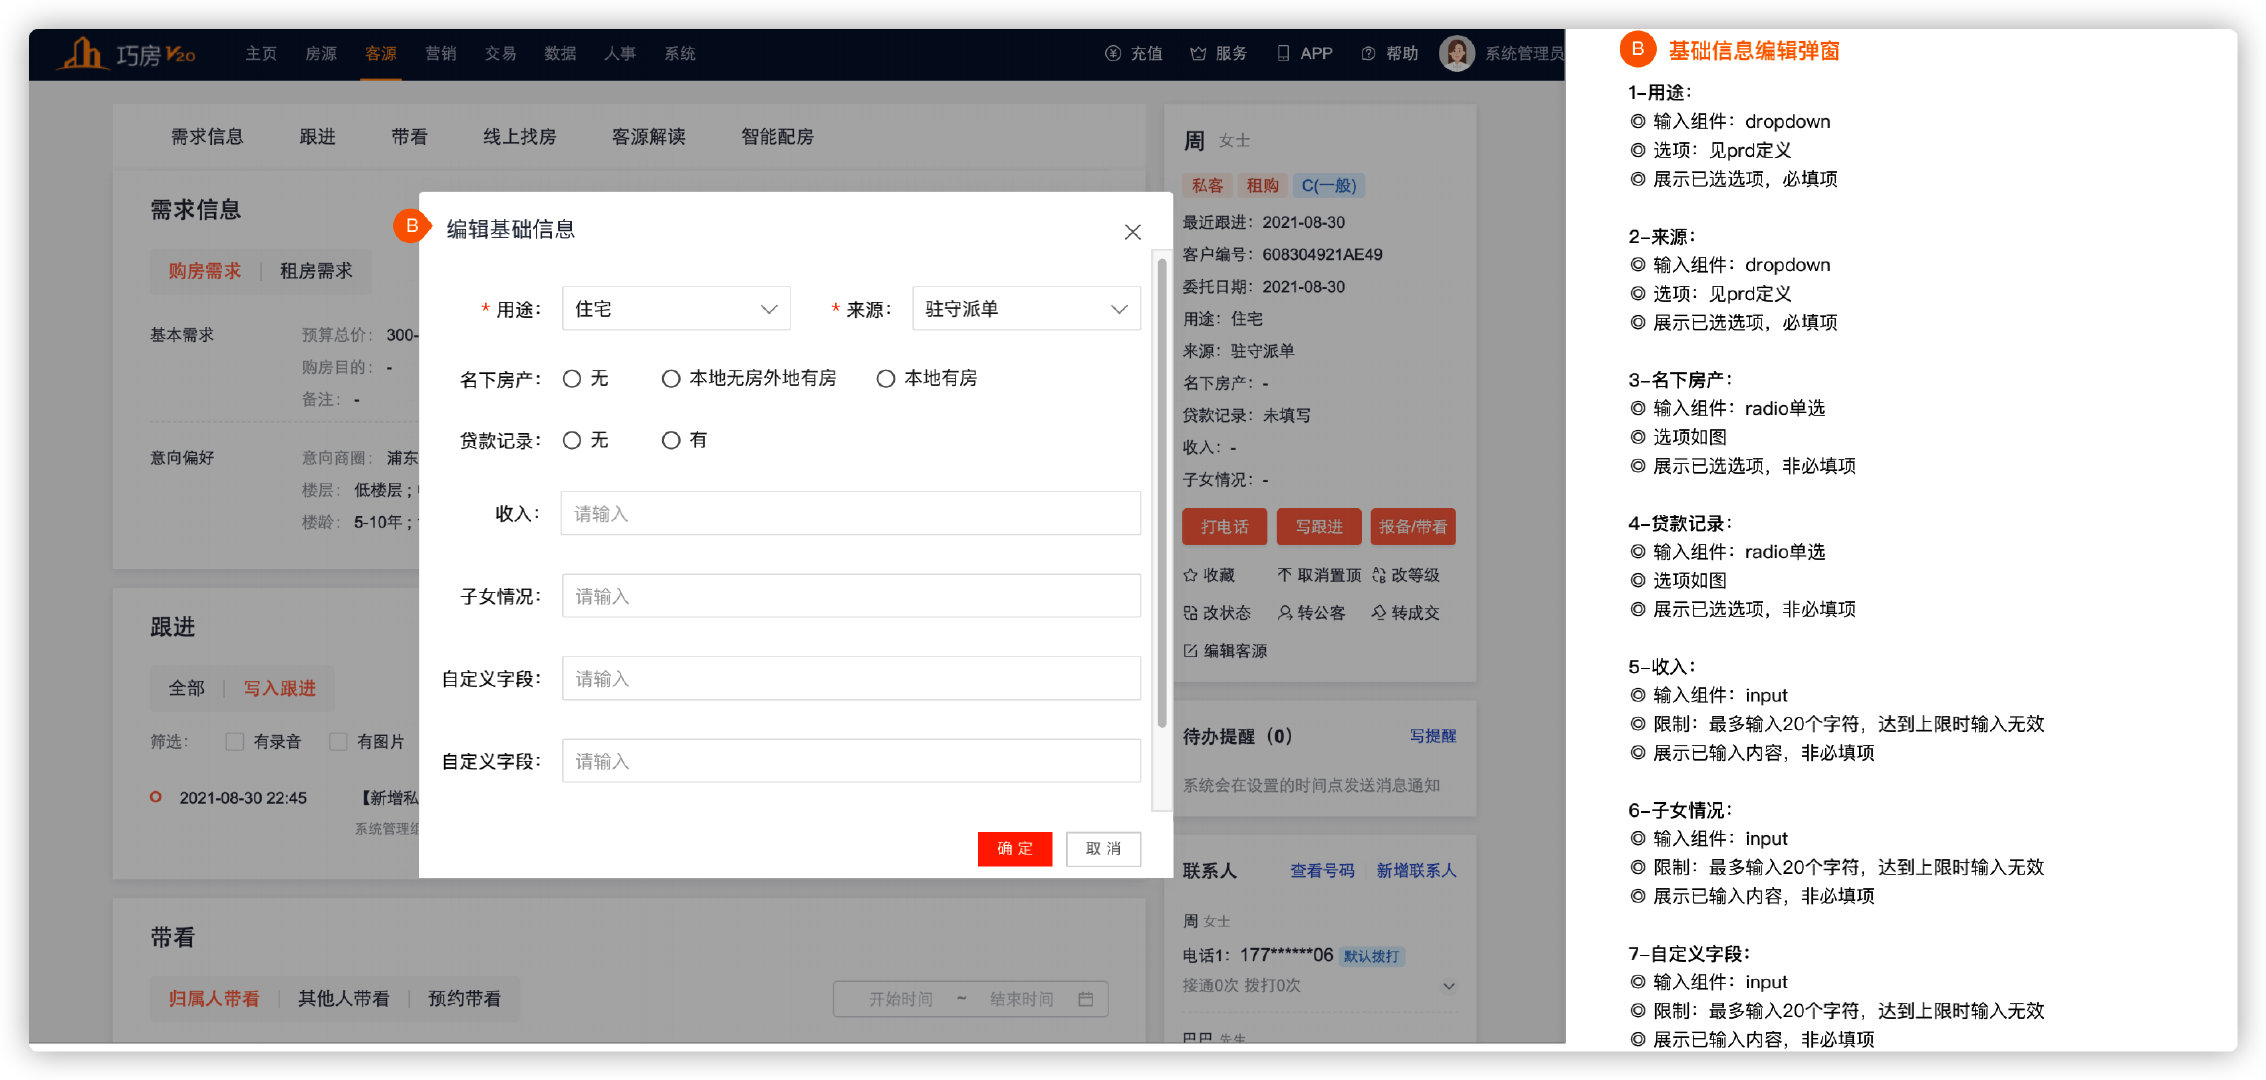 巧房 V20 主页 房源 客源 营销 交易 数据 人事 系统 充值 服务 APP 帮助 系统管理员
需求信息 跟进 带看 线上找房 客源解读 智能配房
需求信息
购房需求 租房需求
基本需求 预算总价： 300-
购房目的： -
备注： -
意向偏好 意向商圈： 浦东
楼层： 低楼层；
楼龄： 5-10年；
跟进
全部 写入跟进
筛选： 有录音 有图片
2021-08-30 22:45 【新增私
系统管理
带看
归属人带看 其他人带看 预约带看 开始时间 ~ 结束时间
B 编辑基础信息
* 用途： 住宅 * 来源： 驻守派单
名下房产： 无 本地无房外地有房 本地有房
贷款记录： 无 有
收入： 请输入
子女情况： 请输入
自定义字段： 请输入
自定义字段： 请输入
确 定 取 消
周 女士
私客 租购 C(一般)
最近跟进：2021-08-30
客户编号：608304921AE49
委托日期：2021-08-30
用途：住宅
来源：驻守派单
名下房产：-
贷款记录：未填写
收入：-
子女情况：-
打电话 写跟进 报备/带看
收藏 取消置顶 改等级
改状态 转公客 转成交
编辑客源
待办提醒（0） 写提醒
系统会在设置的时间点发送消息通知
联系人 查看号码 新增联系人
周 女士
电话1：177******06 默认拨打
接通0次 拨打0次
巴巴 先生
B 基础信息编辑弹窗
1-用途：
◎ 输入组件：dropdown
◎ 选项：见prd定义
◎ 展示已选选项，必填项
2-来源：
◎ 输入组件：dropdown
◎ 选项：见prd定义
◎ 展示已选选项，必填项
3-名下房产：
◎ 输入组件：radio单选
◎ 选项如图
◎ 展示已选选项，非必填项
4-贷款记录：
◎ 输入组件：radio单选
◎ 选项如图
◎ 展示已选选项，非必填项
5-收入：
◎ 输入组件：input
◎ 限制：最多输入20个字符，达到上限时输入无效
◎ 展示已输入内容，非必填项
6-子女情况：
◎ 输入组件：input
◎ 限制：最多输入20个字符，达到上限时输入无效
◎ 展示已输入内容，非必填项
7-自定义字段：
◎ 输入组件：input
◎ 限制：最多输入20个字符，达到上限时输入无效
◎ 展示已输入内容，非必填项